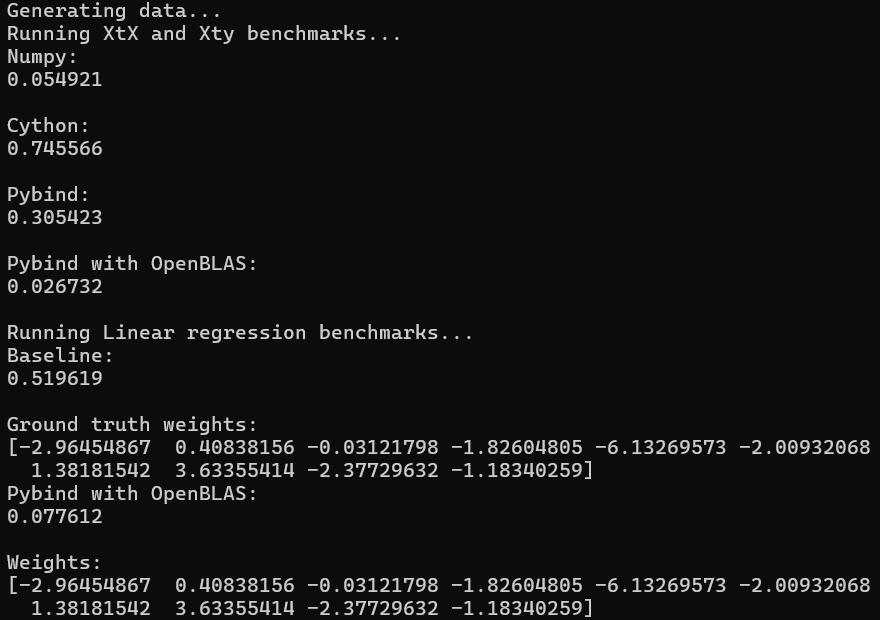 Generating data...
Running XtX and Xty benchmarks...
Numpy:
0.054921
Cython:
0.745566
Pybind:
0.305423
Pybind with OpenBLAS:
0.026732
Running Linear regression benchmarks...
Baseline:
0.519619
Ground truth weights:
[-2.96454867  0.40838156 -0.03121798 -1.82604805 -6.13269573 -2.00932068
  1.38181542  3.63355414 -2.37729632 -1.18340259]
Pybind with OpenBLAS:
0.077612
Weights:
[-2.96454867  0.40838156 -0.03121798 -1.82604805 -6.13269573 -2.00932068
  1.38181542  3.63355414 -2.37729632 -1.18340259]